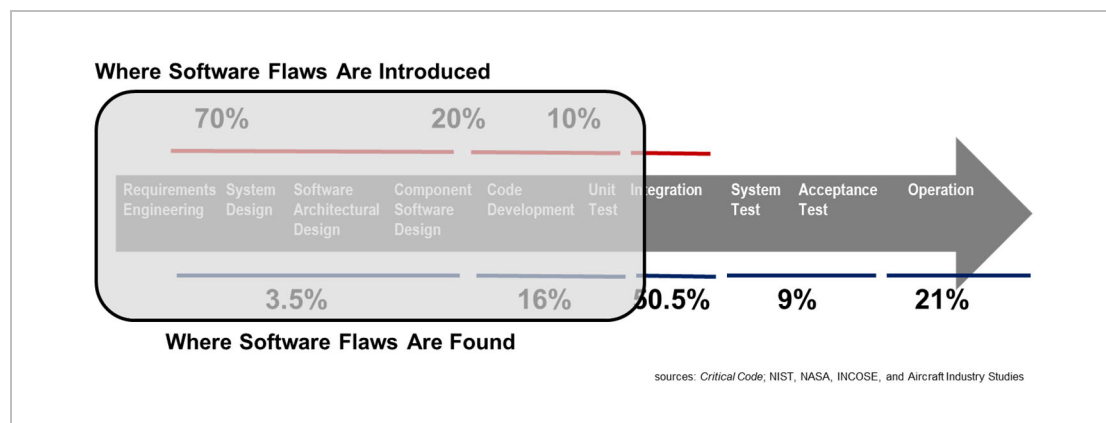 Where Software Flaws Are Introduced
70% 20% 10%
Requirements Engineering
System Design
Software Architectural Design
Component Software Design
Code Development
Unit Test
Integration
System Test
Acceptance Test
Operation
3.5% 16% 50.5% 9% 21%
Where Software Flaws Are Found
sources: Critical Code; NIST, NASA, INCOSE, and Aircraft Industry Studies